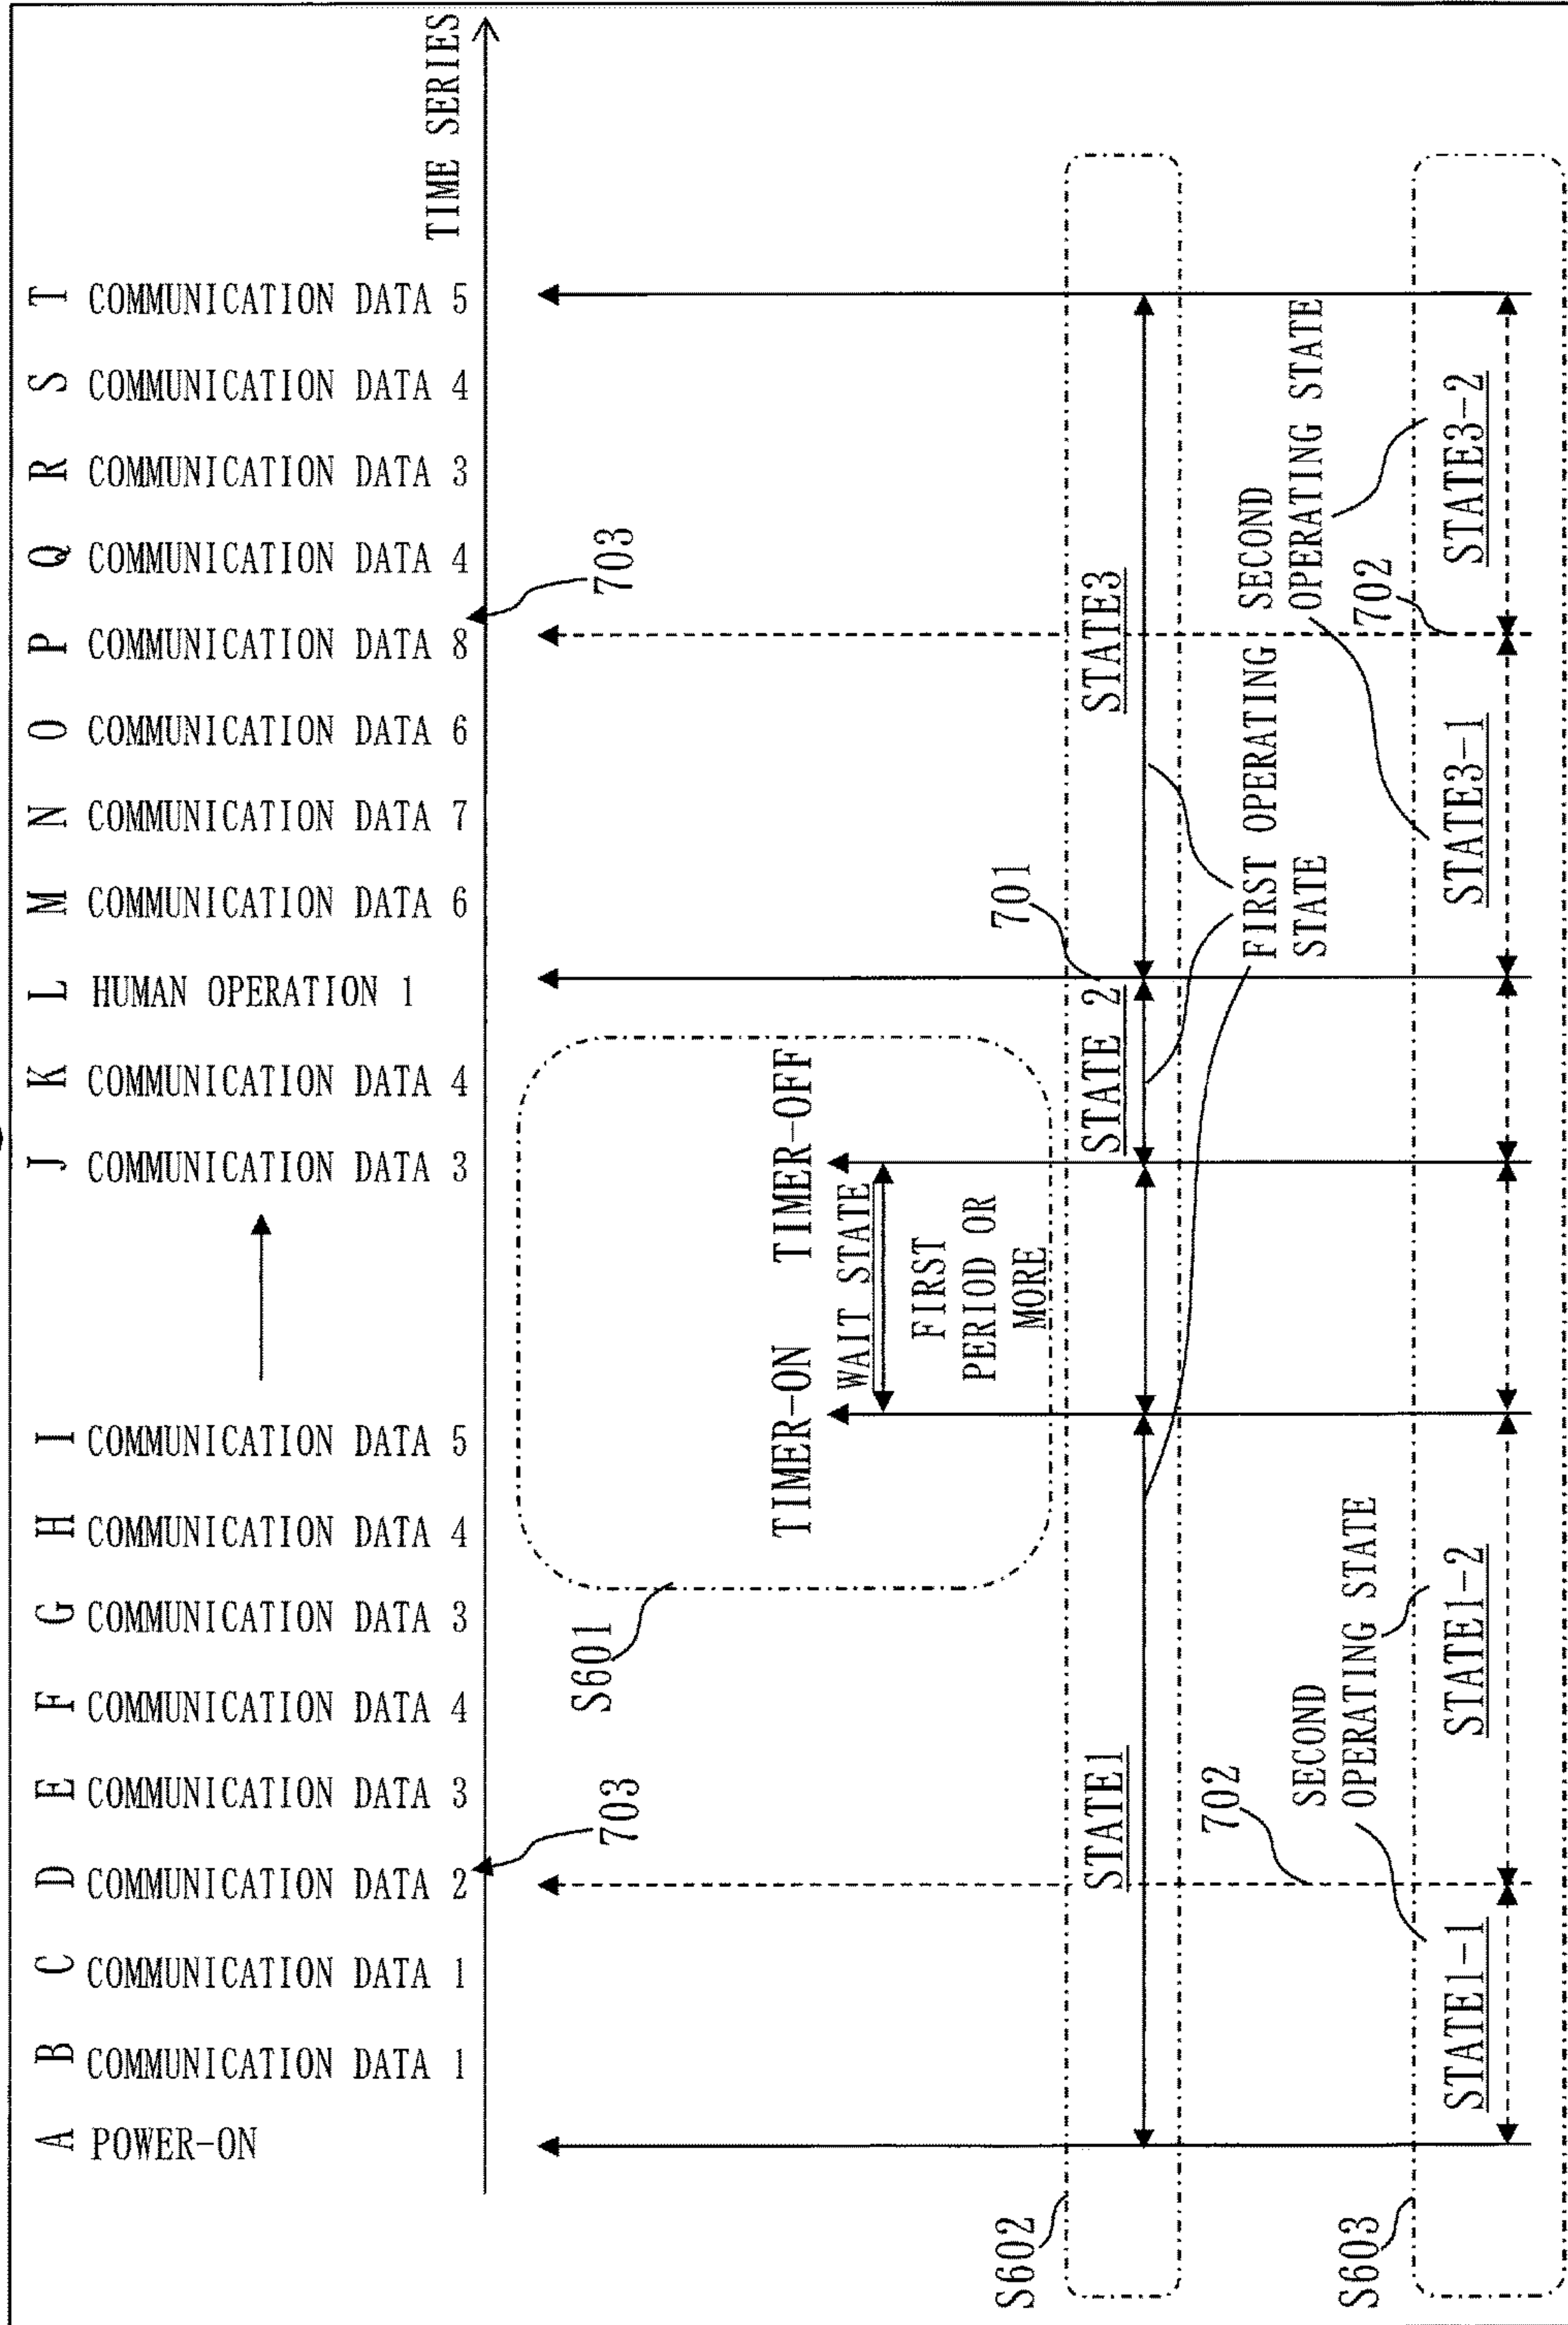 A POWER-ON
B COMMUNICATION DATA 1
C COMMUNICATION DATA 1
D COMMUNICATION DATA 2
E COMMUNICATION DATA 3
F COMMUNICATION DATA 4
G COMMUNICATION DATA 3
H COMMUNICATION DATA 4
I COMMUNICATION DATA 5
J COMMUNICATION DATA 3
K COMMUNICATION DATA 4
L HUMAN OPERATION 1
M COMMUNICATION DATA 6
N COMMUNICATION DATA 7
O COMMUNICATION DATA 6
P COMMUNICATION DATA 8
Q COMMUNICATION DATA 4
R COMMUNICATION DATA 3
S COMMUNICATION DATA 4
T COMMUNICATION DATA 5
TIME SERIES
703
703
S601
TIMER-ON
TIMER-OFF
WAIT STATE
FIRST
PERIOD OR
MORE
701
S602
STATE1
STATE 2
STATE3
702
FIRST OPERATING
STATE
SECOND
OPERATING STATE
SECOND
OPERATING STATE
702
S603
STATE1-1
STATE1-2
STATE3-1
STATE3-2